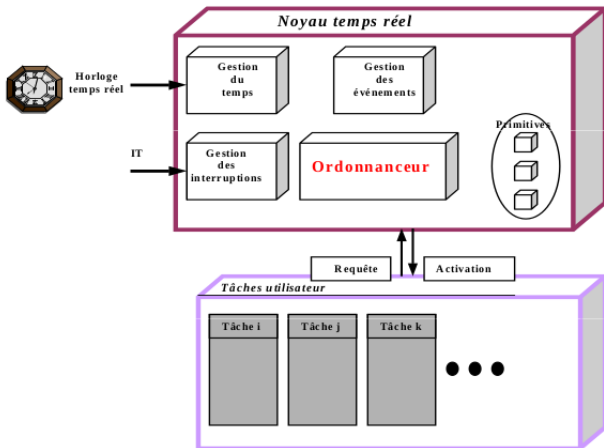 Noyau temps réel
Horloge
temps réel
Gestion
du
temps
Gestion
des
événements
Primitives
IT
Gestion
des
interruptions
Ordonnanceur
Requête
Activation
Tâches utilisateur
Tâche i
Tâche j
Tâche k